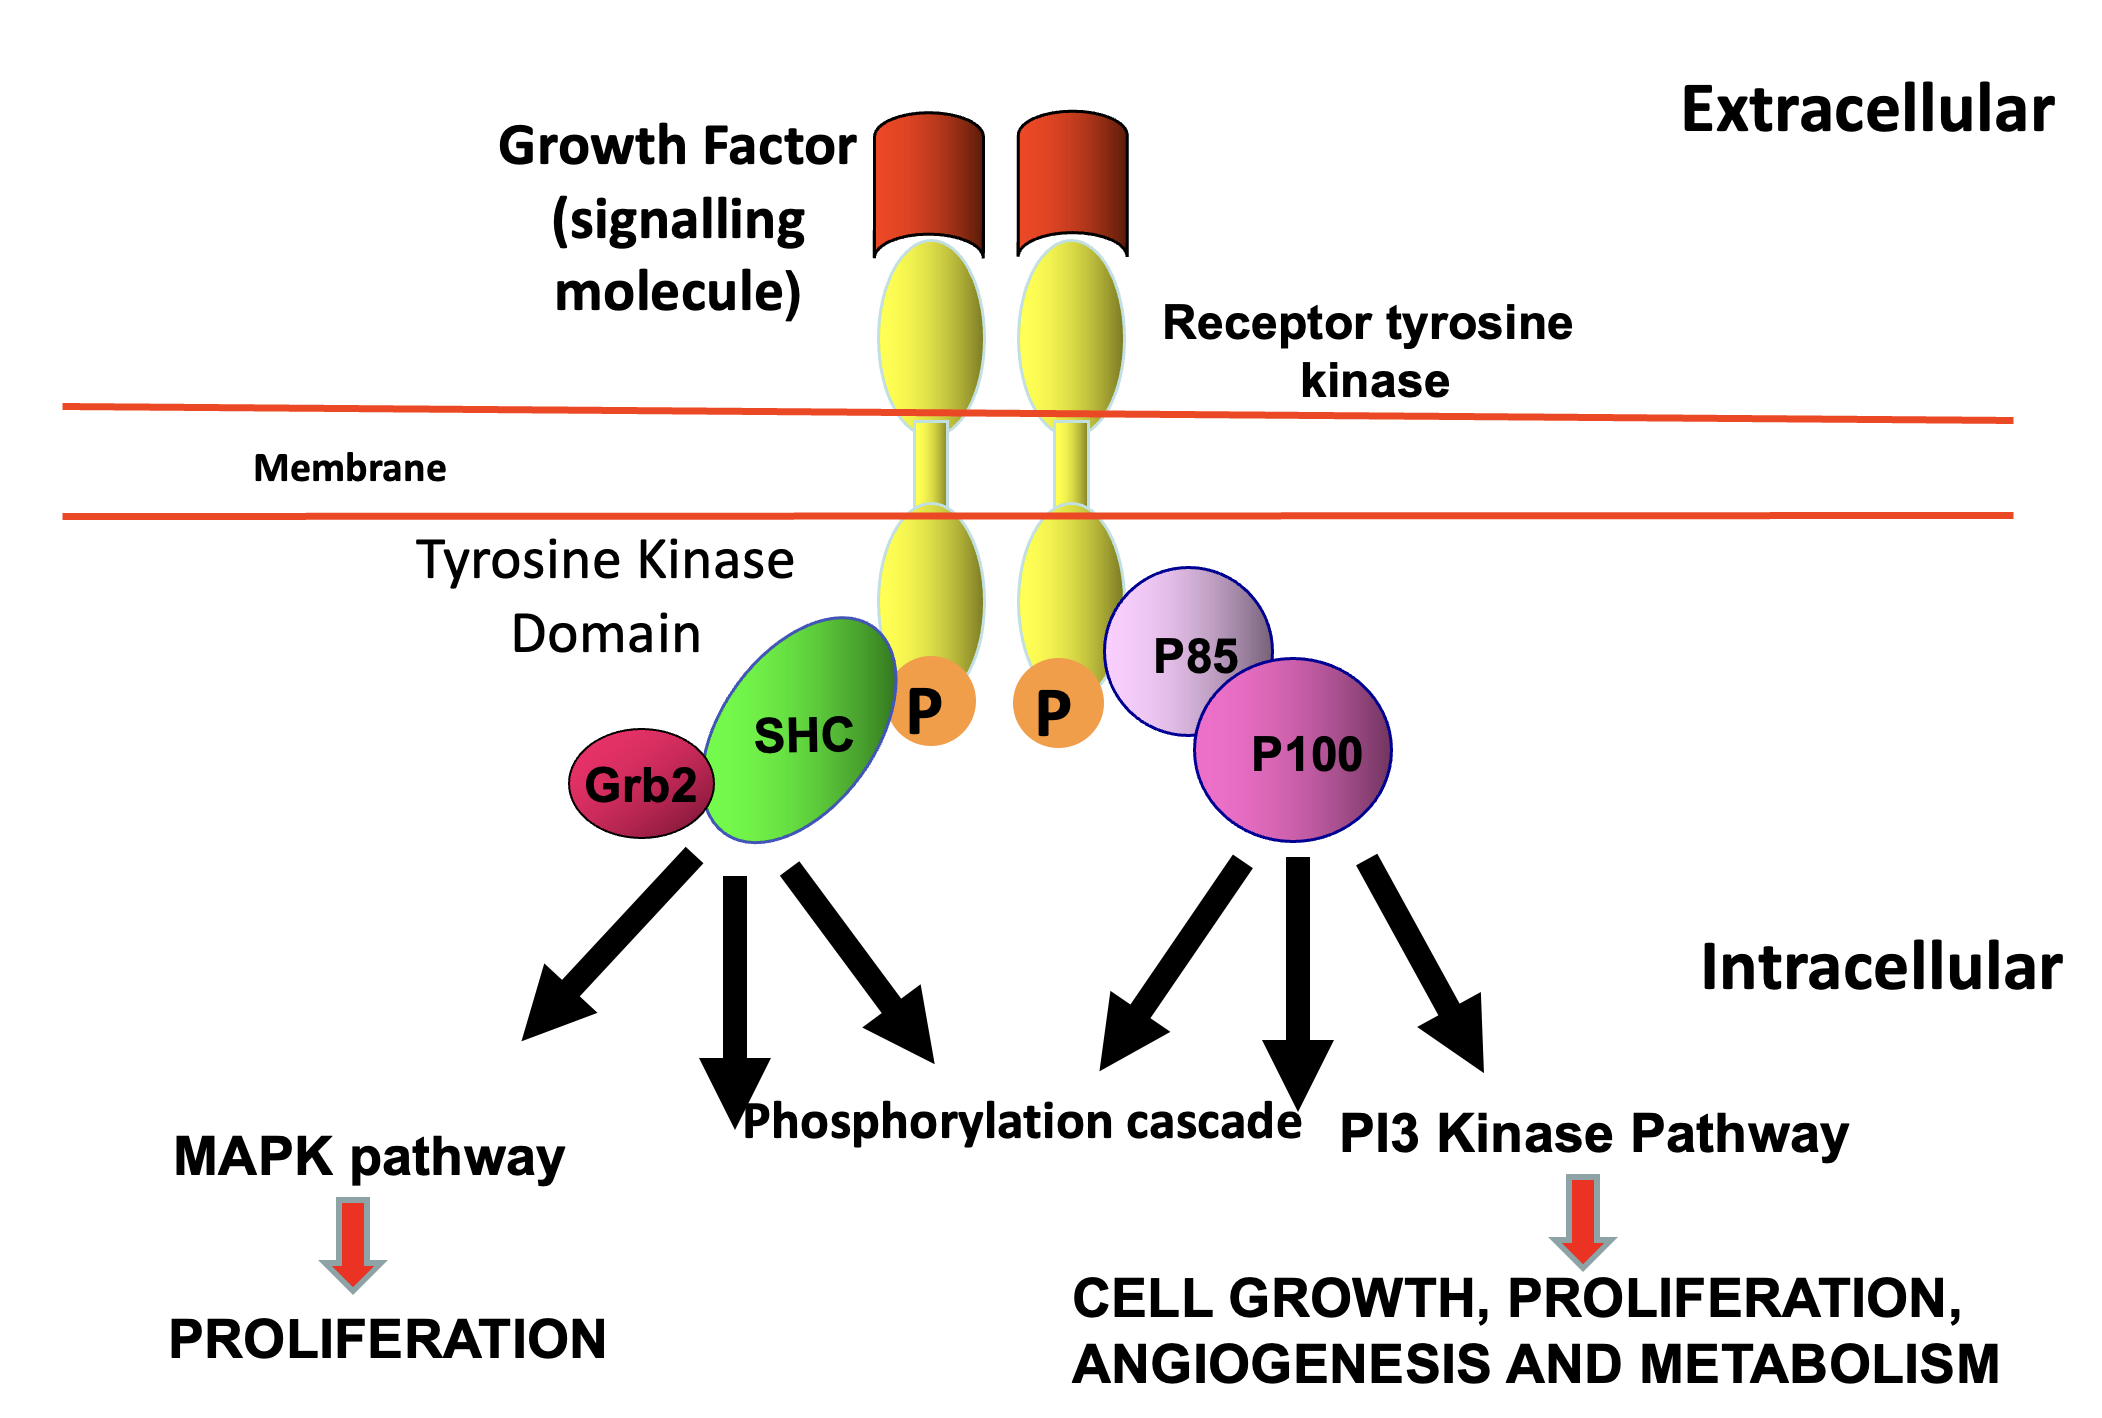 Extracellular
Growth Factor
(signalling
molecule)
Receptor tyrosine
kinase
Membrane
Tyrosine Kinase
Domain
P85
P
P
SHC
P100
Grb2
Intracellular
Phosphorylation cascade
PI3 Kinase Pathway
MAPK pathway
CELL GROWTH, PROLIFERATION,
ANGIOGENESIS AND METABOLISM
PROLIFERATION